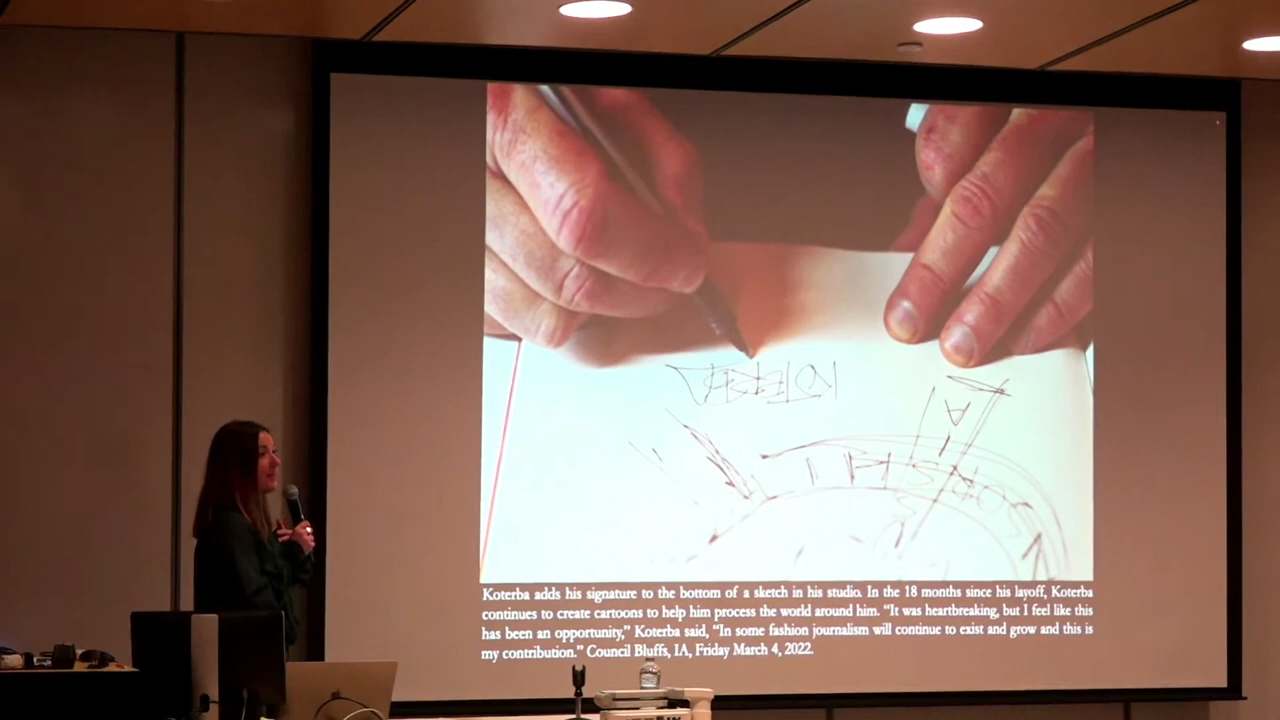 KOTERBA
A
Koterba adds his signature to the bottom of a sketch in his studio. In the 18 months since his layoff, Koterba
continues to create cartoons to help him process the world around him. “It was heartbreaking, but I feel like this
has been an opportunity,” Koterba said, “In some fashion journalism will continue to exist and grow and this is
my contribution.” Council Bluffs, IA, Friday March 4, 2022.